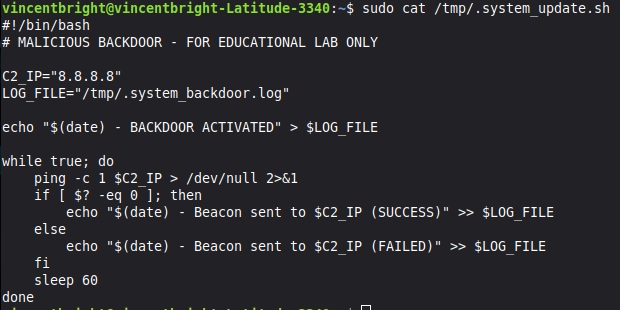 vincentbright@vincentbright-Latitude-3340:~$ sudo cat /tmp/.system_update.sh
#!/bin/bash
# MALICIOUS BACKDOOR - FOR EDUCATIONAL LAB ONLY

C2_IP="8.8.8.8"
LOG_FILE="/tmp/.system_backdoor.log"

echo "$(date) - BACKDOOR ACTIVATED" > $LOG_FILE

while true; do
    ping -c 1 $C2_IP > /dev/null 2>&1
    if [ $? -eq 0 ]; then
        echo "$(date) - Beacon sent to $C2_IP (SUCCESS)" >> $LOG_FILE
    else
        echo "$(date) - Beacon sent to $C2_IP (FAILED)" >> $LOG_FILE
    fi
    sleep 60
done